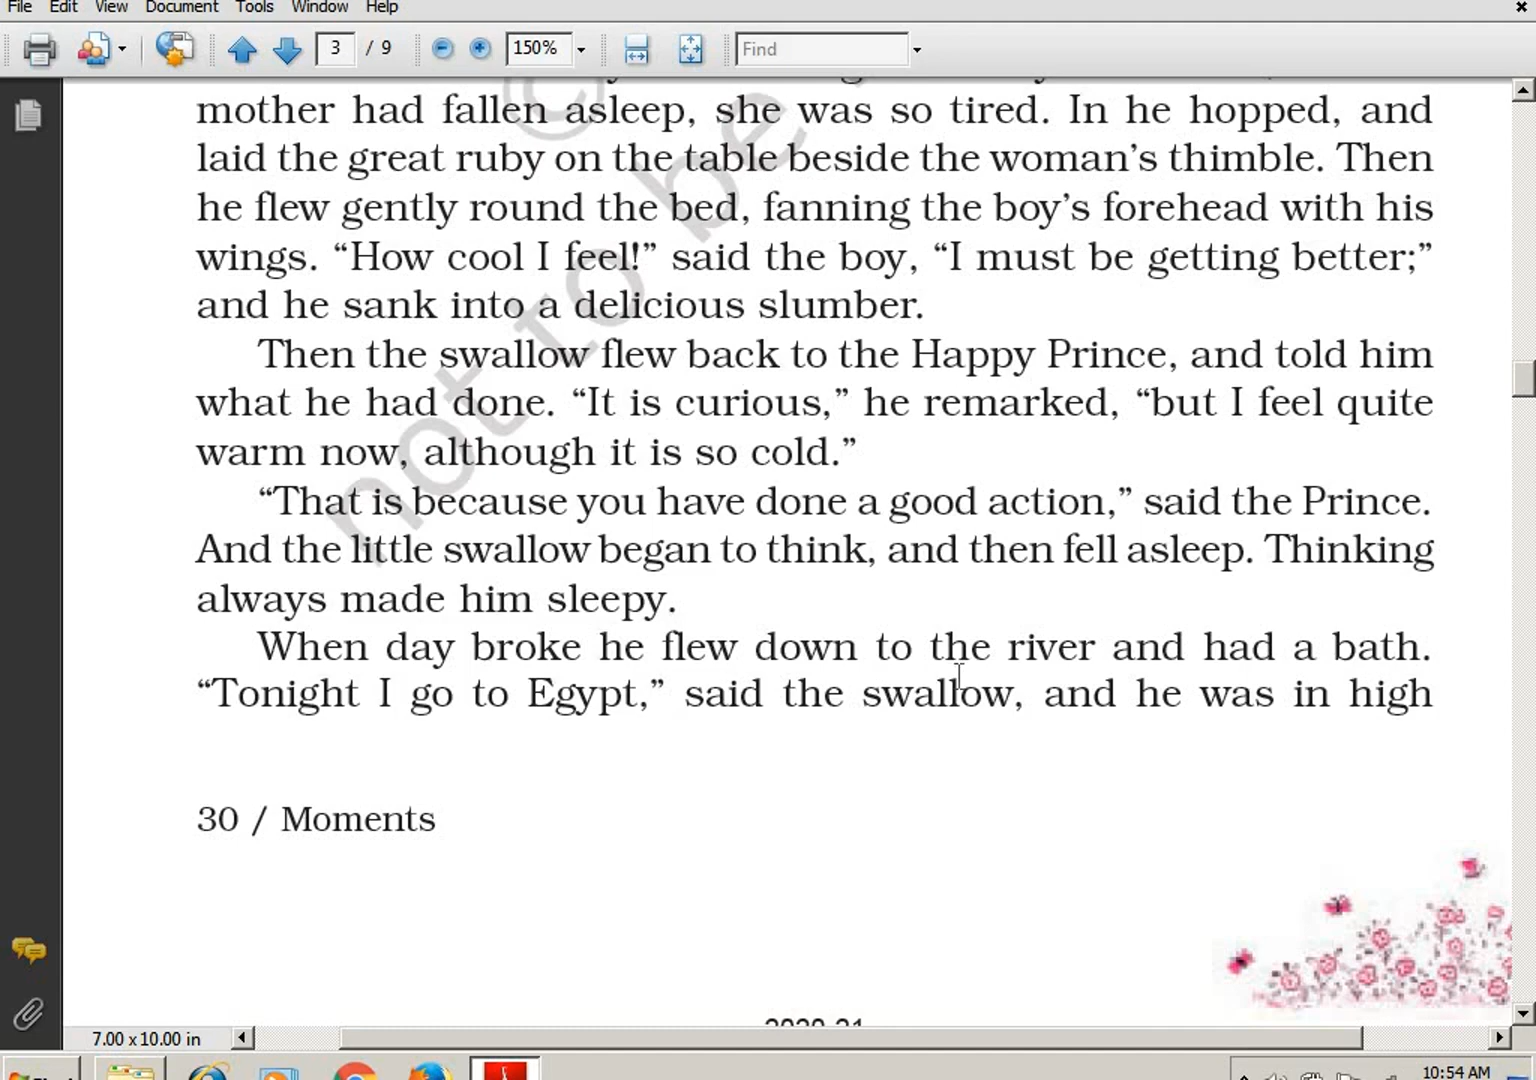 File Edit View Document Tools Window Help
3 / 9 150% Find
mother had fallen asleep, she was so tired. In he hopped, and
laid the great ruby on the table beside the woman’s thimble. Then
he flew gently round the bed, fanning the boy’s forehead with his
wings. “How cool I feel!” said the boy, “I must be getting better;”
and he sank into a delicious slumber.
Then the swallow flew back to the Happy Prince, and told him
what he had done. “It is curious,” he remarked, “but I feel quite
warm now, although it is so cold.”
“That is because you have done a good action,” said the Prince.
And the little swallow began to think, and then fell asleep. Thinking
always made him sleepy.
When day broke he flew down to the river and had a bath.
“Tonight I go to Egypt,” said the swallow, and he was in high
30 / Moments
not to be
©
7.00 x 10.00 in
10:54 AM